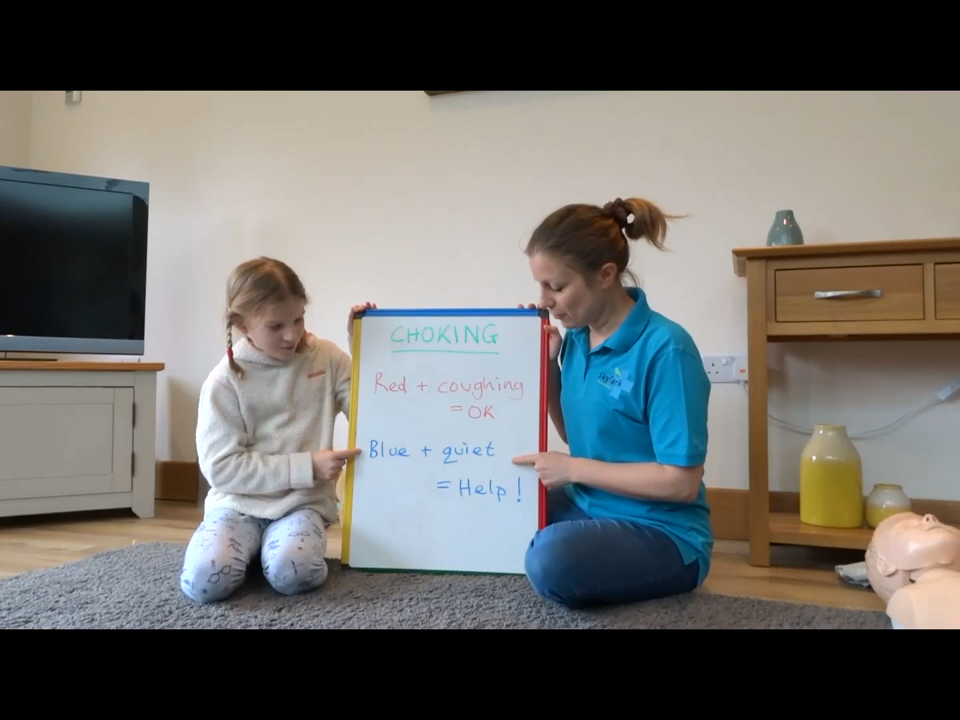 CHOKING
Red + coughing
= OK
Blue + quiet
= Help!